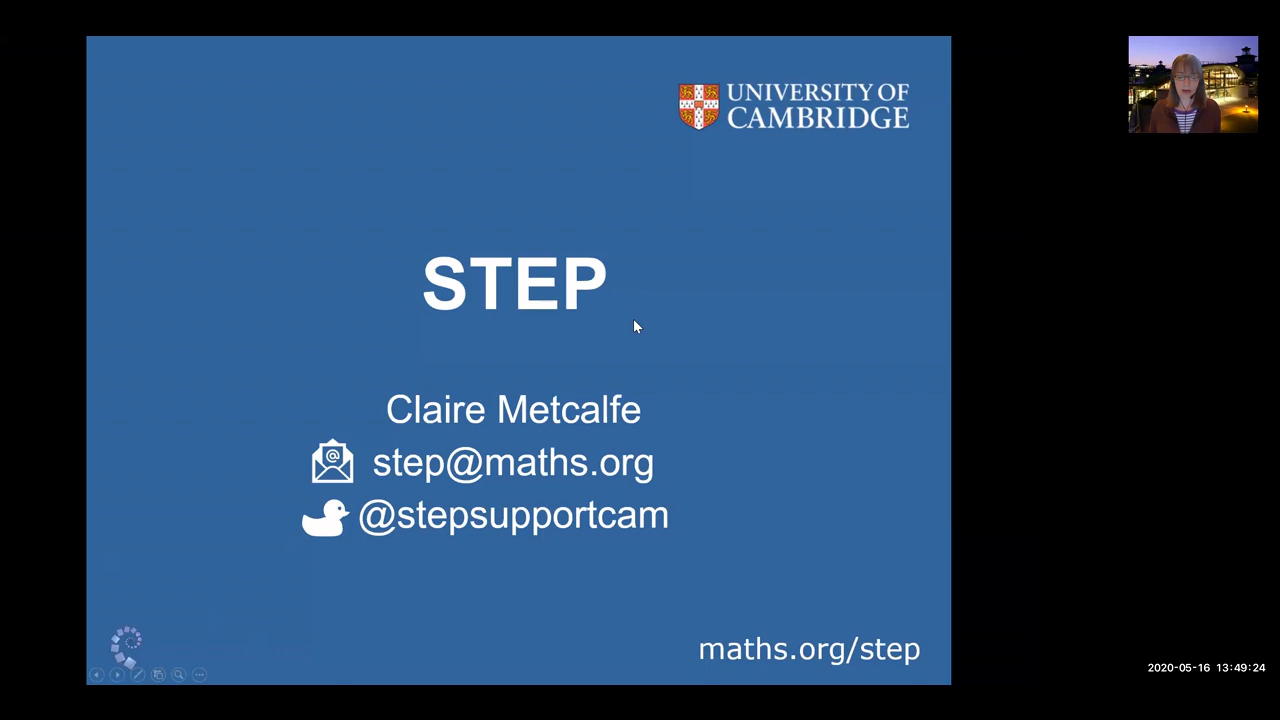 UNIVERSITY OF
CAMBRIDGE
STEP
Claire Metcalfe
@ step@maths.org
@stepsupportcam
maths.org/step
2020-05-16 13:49:24